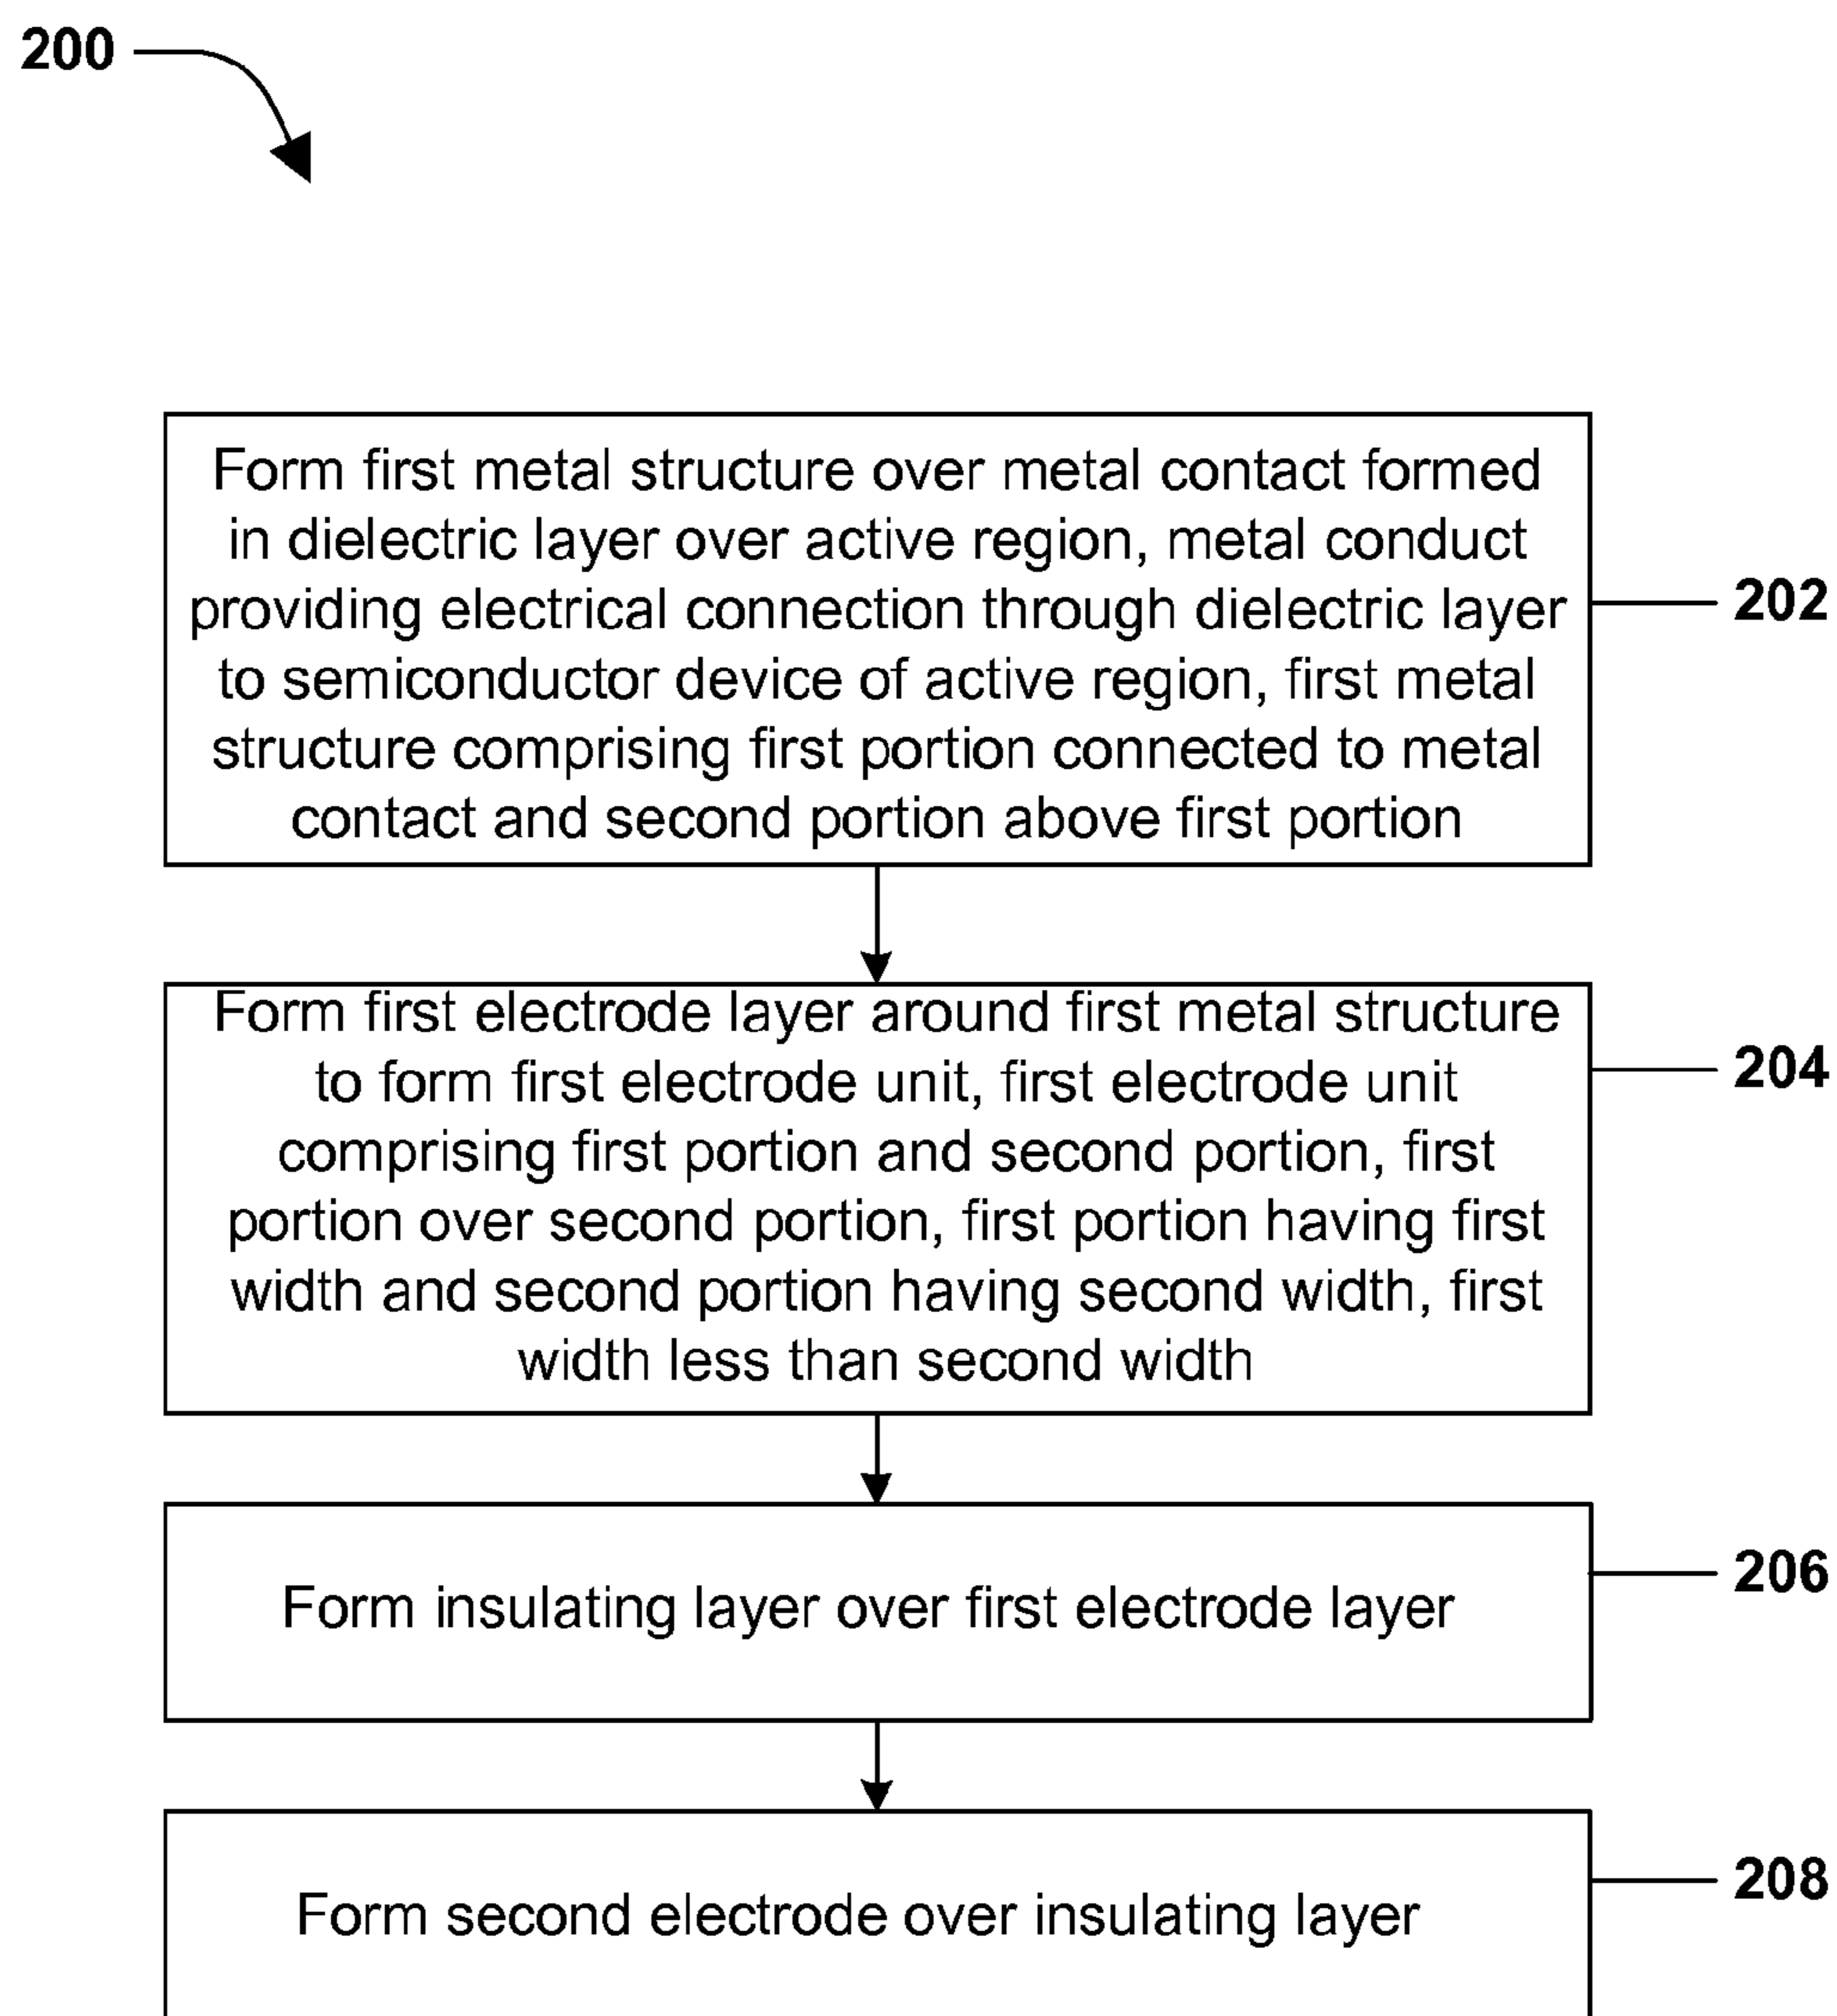 200
Form first metal structure over metal contact formed
in dielectric layer over active region, metal conduct
providing electrical connection through dielectric layer
to semiconductor device of active region, first metal
structure comprising first portion connected to metal
contact and second portion above first portion
202
Form first electrode layer around first metal structure
to form first electrode unit, first electrode unit
comprising first portion and second portion, first
portion over second portion, first portion having first
width and second portion having second width, first
width less than second width
204
Form insulating layer over first electrode layer
206
Form second electrode over insulating layer
208